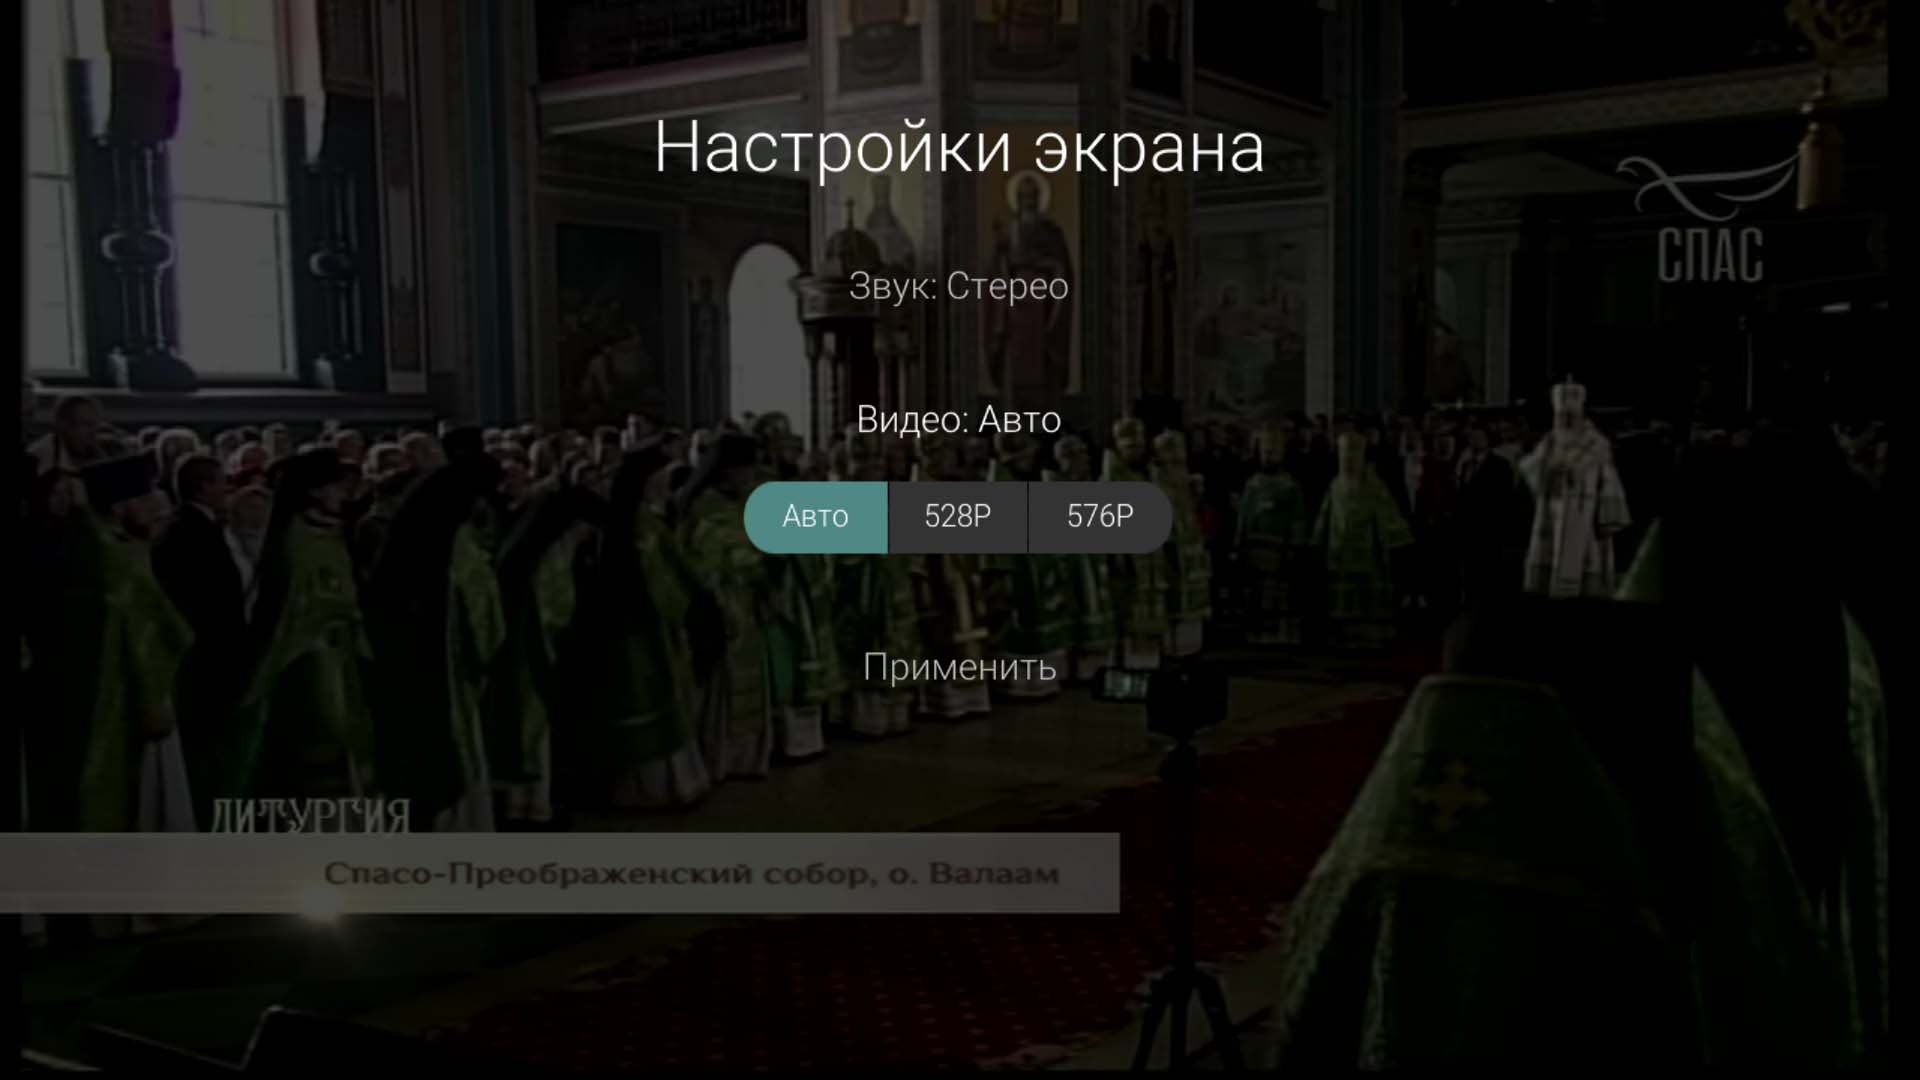 Настройки экрана
СПАС
Звук: Стерео
Видео: Авто
Авто
528P
576P
Применить
ЛИТУРГИЯ
Спасо-Преображенский собор, о. Валаам